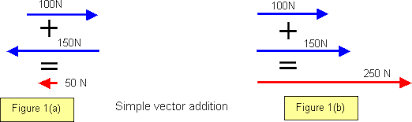 100N
+
150N
=
50 N
Figure 1(a)
Simple vector addition
100N
+
150N
=
250 N
Figure 1(b)